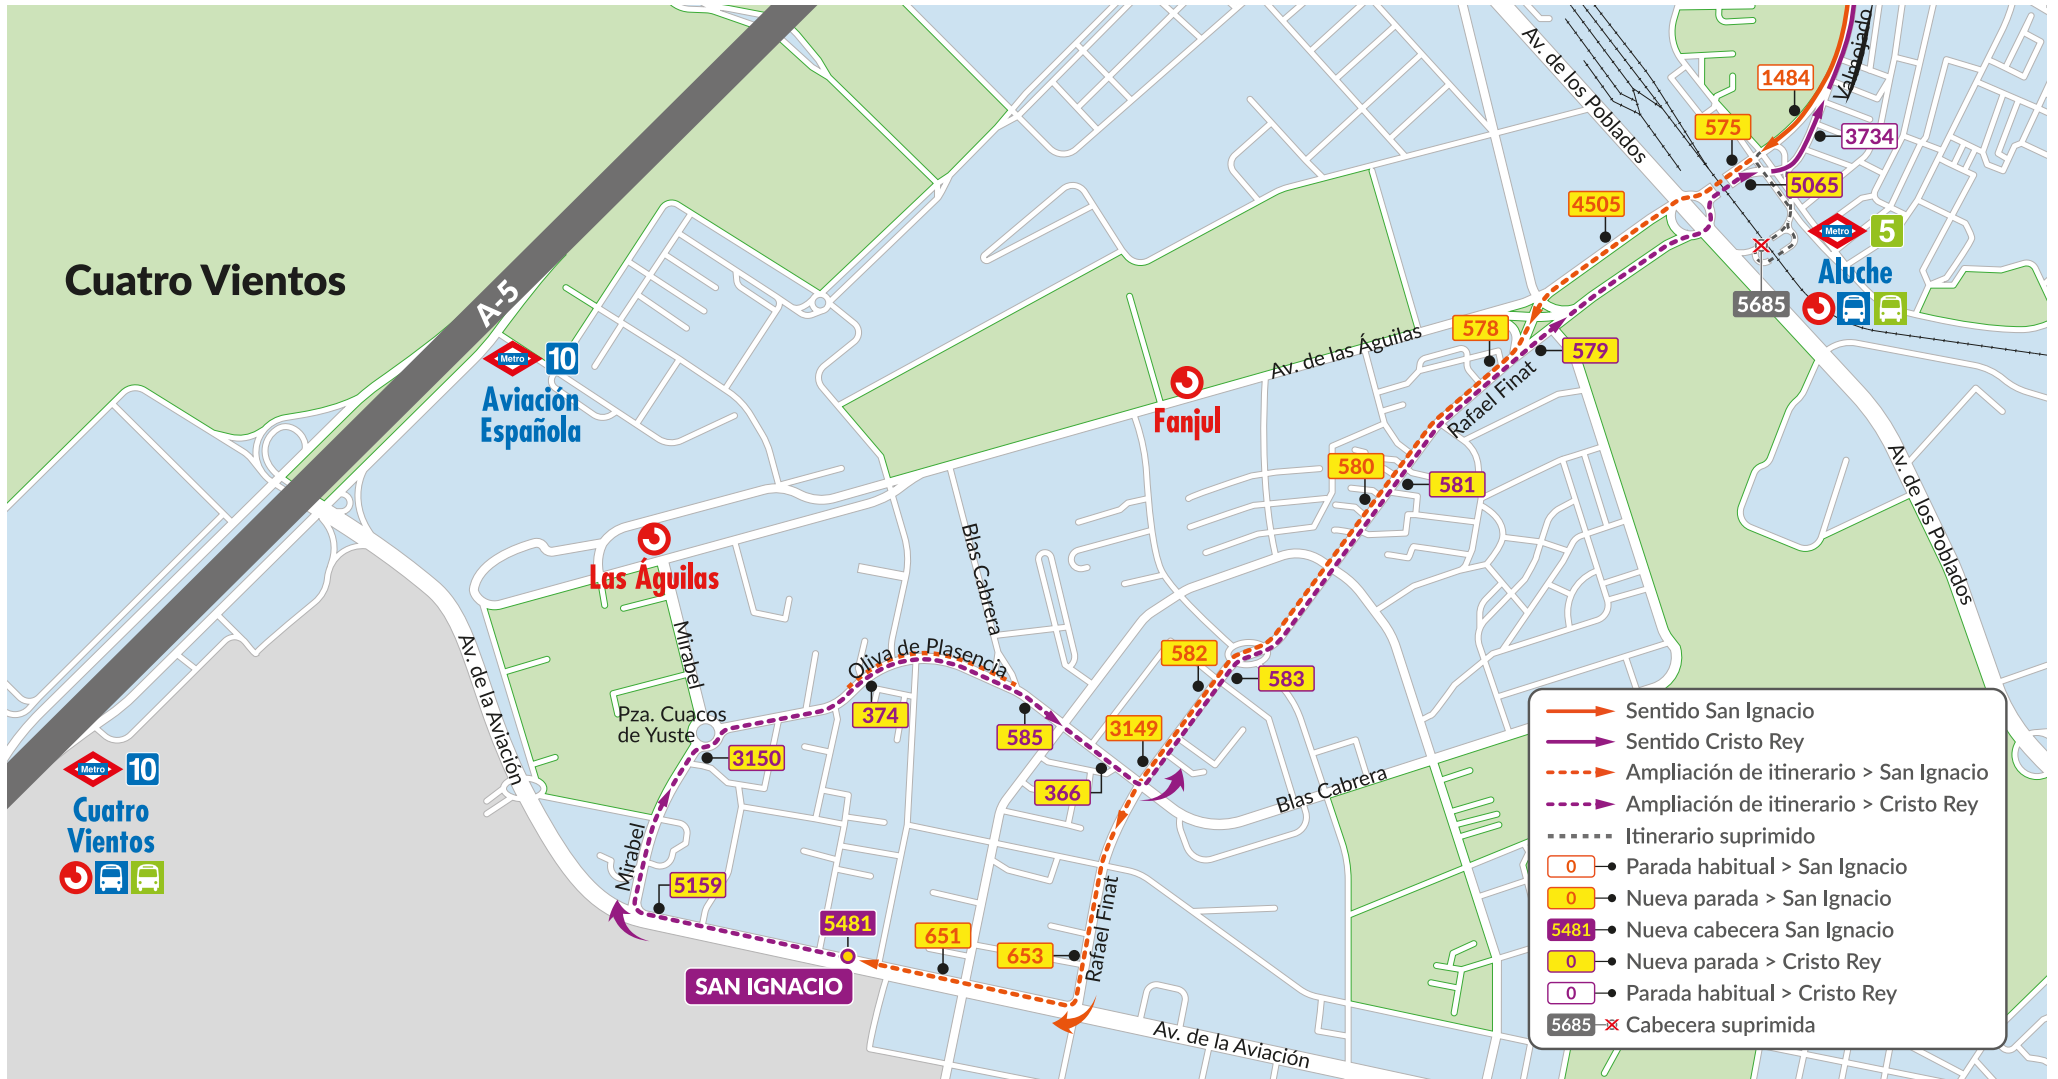 Cuatro Vientos
A-5
Metro
10
Aviación
Española
Metro
10
Cuatro
Vientos
Las Águilas
Fanjul
Av. de las Águilas
Av. de los Poblados
Av. de los Poblados
Valmojado
1484
575
3734
5065
4505
Metro
5
Aluche
5685
578
579
Rafael Finat
580
581
Blas Cabrera
Mirabel
Oliva de Plasencia
Av. de la Aviación
Pza. Cuacos
de Yuste
582
583
374
585
3149
3150
366
Blas Cabrera
Mirabel
5159
5481
651
653
Rafael Finat
SAN IGNACIO
Av. de la Aviación
Sentido San Ignacio
Sentido Cristo Rey
Ampliación de itinerario > San Ignacio
Ampliación de itinerario > Cristo Rey
Itinerario suprimido
0 Parada habitual > San Ignacio
0 Nueva parada > San Ignacio
5481 Nueva cabecera San Ignacio
0 Nueva parada > Cristo Rey
0 Parada habitual > Cristo Rey
5685 Cabecera suprimida